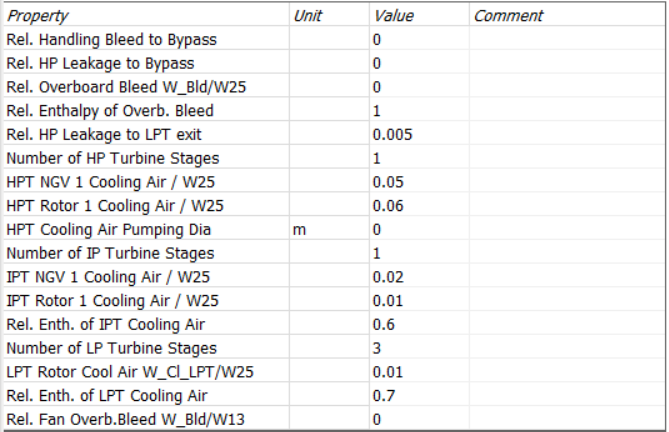 Property Unit Value Comment
Rel. Handling Bleed to Bypass 0
Rel. HP Leakage to Bypass 0
Rel. Overboard Bleed W_Bld/W25 0
Rel. Enthalpy of Overb. Bleed 1
Rel. HP Leakage to LPT exit 0.005
Number of HP Turbine Stages 1
HPT NGV 1 Cooling Air / W25 0.05
HPT Rotor 1 Cooling Air / W25 0.06
HPT Cooling Air Pumping Dia m 0
Number of IP Turbine Stages 1
IPT NGV 1 Cooling Air / W25 0.02
IPT Rotor 1 Cooling Air / W25 0.01
Rel. Enth. of IPT Cooling Air 0.6
Number of LP Turbine Stages 3
LPT Rotor Cool Air W_Cl_LPT/W25 0.01
Rel. Enth. of LPT Cooling Air 0.7
Rel. Fan Overb.Bleed W_Bld/W13 0